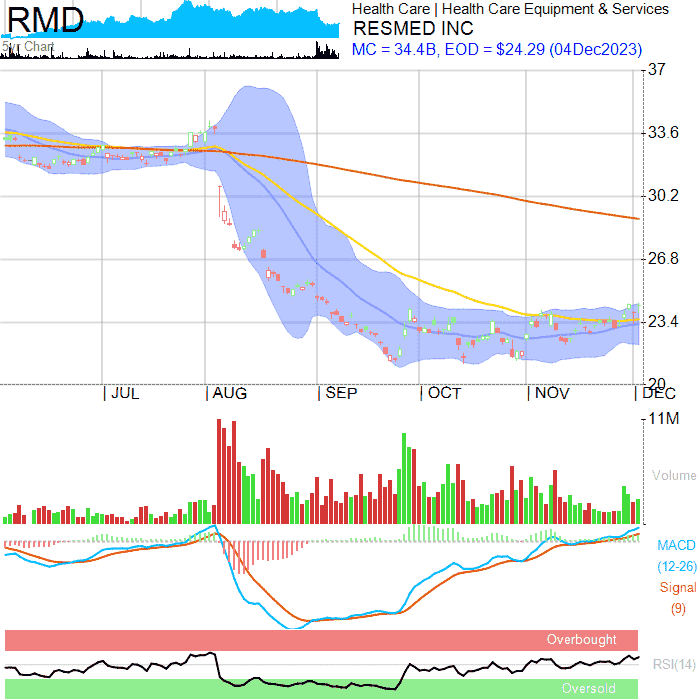 RMD
5yr Chart
Health Care | Health Care Equipment & Services
RESMED INC
MC = 34.4B, EOD = $24.29 (04Dec2023)
37
33.6
30.2
26.8
23.4
20
| JUL
| AUG
| SEP
| OCT
| NOV
| DEC
11M
Volume
MACD
(12-26)
Signal
(9)
Overbought
RSI(14)
Oversold